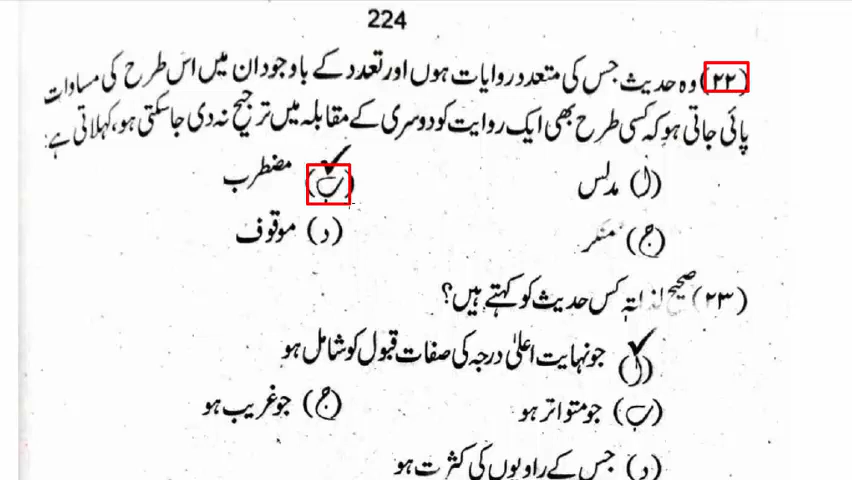 224
(۲۲) وہ حدیث جس کی متعدد روایات ہوں اور تعدد کے باوجود ان میں اس طرح کی مساوات
پائی جاتی ہو کہ کسی طرح بھی ایک روایت کو دوسری کے مقابلہ میں ترجیح نہ دی جاسکتی ہو، کہلاتی ہے:
(ا) مدلس (ب) مضطرب
(ج) منکر (د) موقوف
(۲۳) صحیح لذاتہٖ کس حدیث کو کہتے ہیں؟
(ا) جو نہایت اعلیٰ درجہ کی صفات قبول کو شامل ہو
(ب) جو متواتر ہو (ج) جو غریب ہو
(د) جس کے راویوں کی کثرت ہو